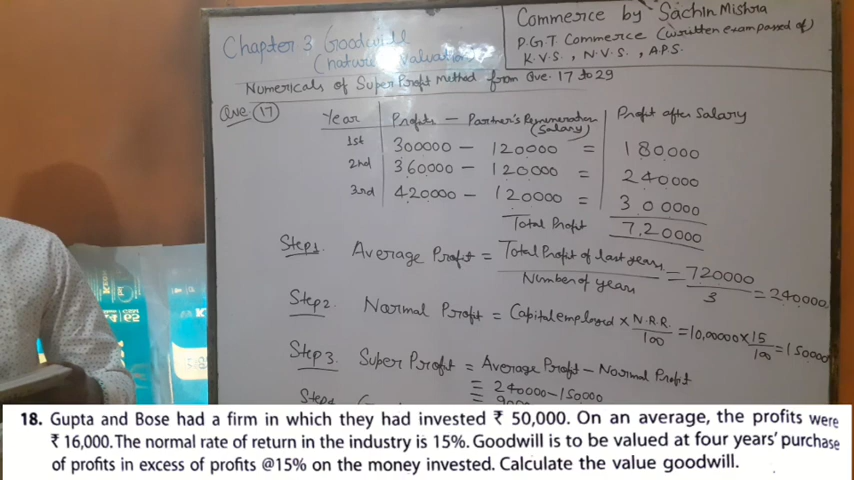 Commerce by Sachin Mishra
P.G.T Commerce (written exam passed of)
K.V.S., N.V.S., A.P.S.
Chapter 3 Goodwill
(nature Valuation)
Numericals of Super Profit Method from Que. 17 to 29
Que. 17
Year Profits - Partner's Remuneration (Salary) Profit after Salary
1st 300000 - 120000 = 180000
2nd 360000 - 120000 = 240000
3rd 420000 - 120000 = 300000
Total Profit 7,20000
Step1 Average Profit = Total Profit of last years / Number of years = 720000 / 3 = 240000
Step2. Normal Profit = Capital employed × N.R.R. / 100 = 10,00000 × 15 / 100 = 150000
Step 3. Super Profit = Average Profit - Normal Profit
= 240000 - 150000
Step4
18. Gupta and Bose had a firm in which they had invested ₹ 50,000. On an average, the profits were
₹ 16,000. The normal rate of return in the industry is 15%. Goodwill is to be valued at four years' purchase
of profits in excess of profits @15% on the money invested. Calculate the value goodwill.